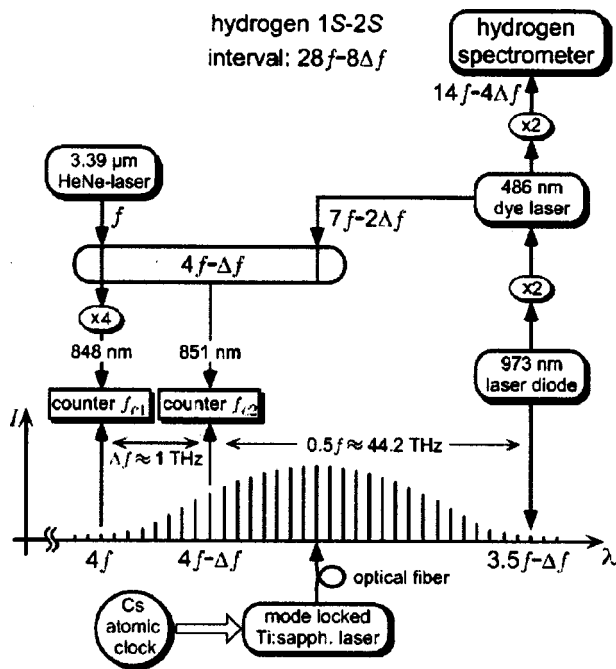 hydrogen 1S-2S
interval: 28f-8Δf
hydrogen
spectrometer
14f-4Δf
x2
3.39 µm
HeNe-laser
486 nm
dye laser
f
7f-2Δf
4f-Δf
x2
x4
848 nm
851 nm
973 nm
laser diode
counter fc1
counter fc2
I
Δf ≈ 1 THz
0.5f ≈ 44.2 THz
4f
4f-Δf
3.5f-Δf
λ
optical fiber
Cs
atomic
clock
mode locked
Ti:sapph. laser